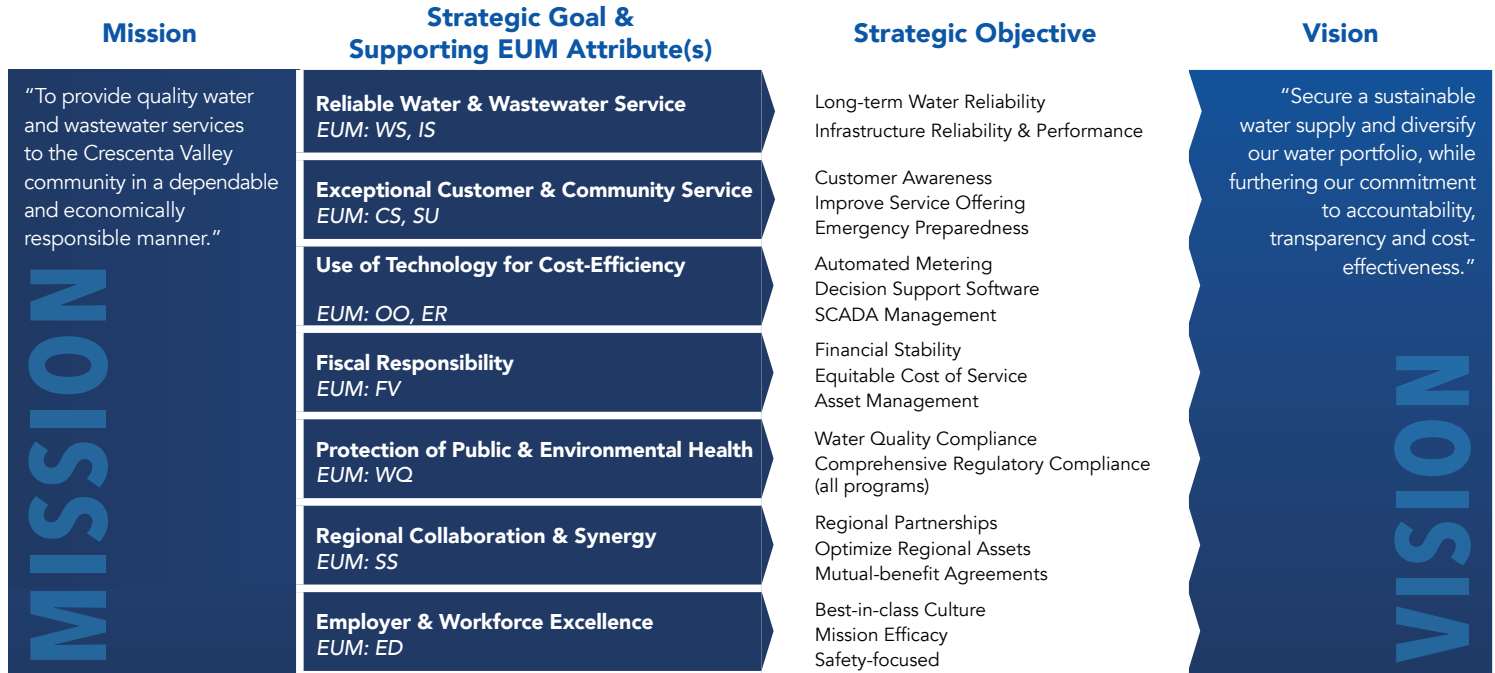 Mission
Strategic Goal &
Supporting EUM Attribute(s)
Strategic Objective
Vision
“To provide quality water
and wastewater services
to the Crescenta Valley
community in a dependable
and economically
responsible manner.”
MISSION
Reliable Water & Wastewater Service
EUM: WS, IS
Long-term Water Reliability
Infrastructure Reliability & Performance
Exceptional Customer & Community Service
EUM: CS, SU
Customer Awareness
Improve Service Offering
Emergency Preparedness
Use of Technology for Cost-Efficiency
EUM: OO, ER
Automated Metering
Decision Support Software
SCADA Management
Fiscal Responsibility
EUM: FV
Financial Stability
Equitable Cost of Service
Asset Management
Protection of Public & Environmental Health
EUM: WQ
Water Quality Compliance
Comprehensive Regulatory Compliance
(all programs)
Regional Collaboration & Synergy
EUM: SS
Regional Partnerships
Optimize Regional Assets
Mutual-benefit Agreements
Employer & Workforce Excellence
EUM: ED
Best-in-class Culture
Mission Efficacy
Safety-focused
“Secure a sustainable
water supply and diversify
our water portfolio, while
furthering our commitment
to accountability,
transparency and cost-
effectiveness.”
VISION